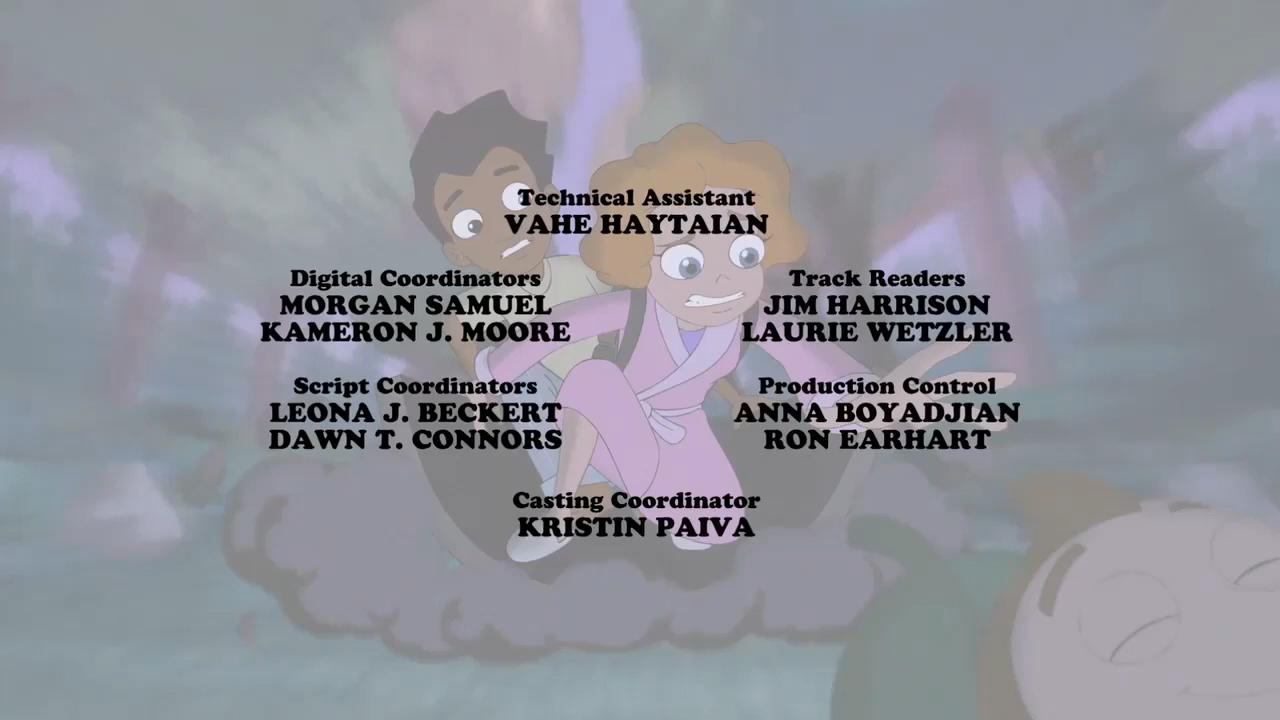 Technical Assistant
VAHE HAYTAIAN
Digital Coordinators
MORGAN SAMUEL
KAMERON J. MOORE
Track Readers
JIM HARRISON
LAURIE WETZLER
Script Coordinators
LEONA J. BECKERT
DAWN T. CONNORS
Production Control
ANNA BOYADJIAN
RON EARHART
Casting Coordinator
KRISTIN PAIVA